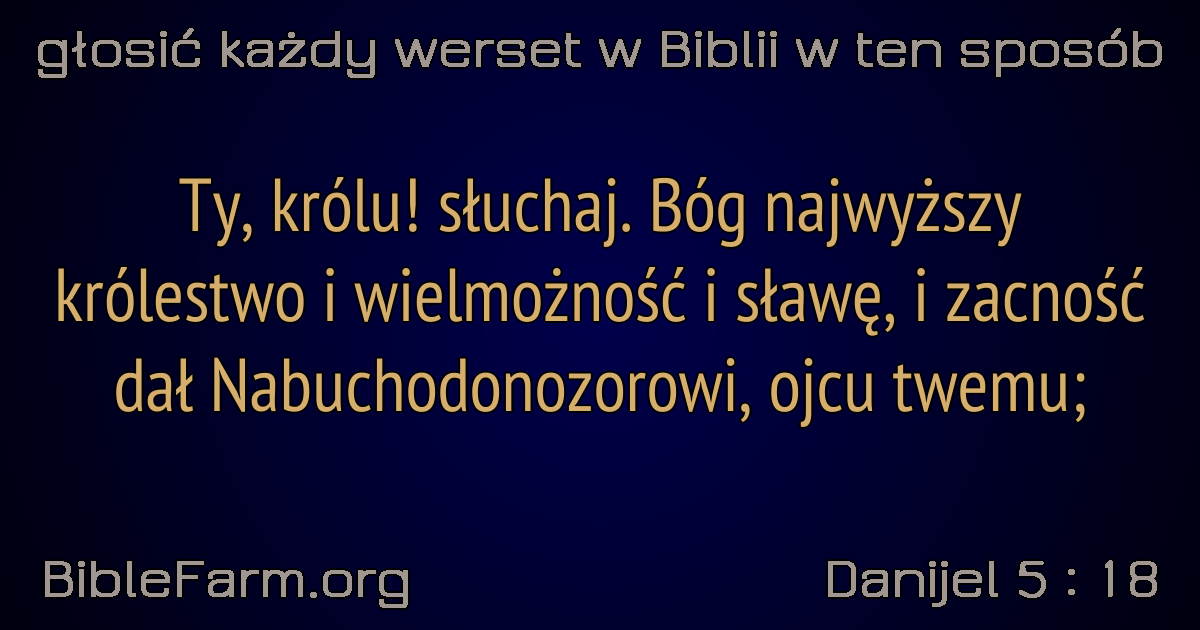 głosić każdy werset w Biblii w ten sposób
Ty, królu! słuchaj. Bóg najwyższy
królestwo i wielmożność i sławę, i zacność
dał Nabuchodonozorowi, ojcu twemu;
BibleFarm.org
Danijel 5 : 18